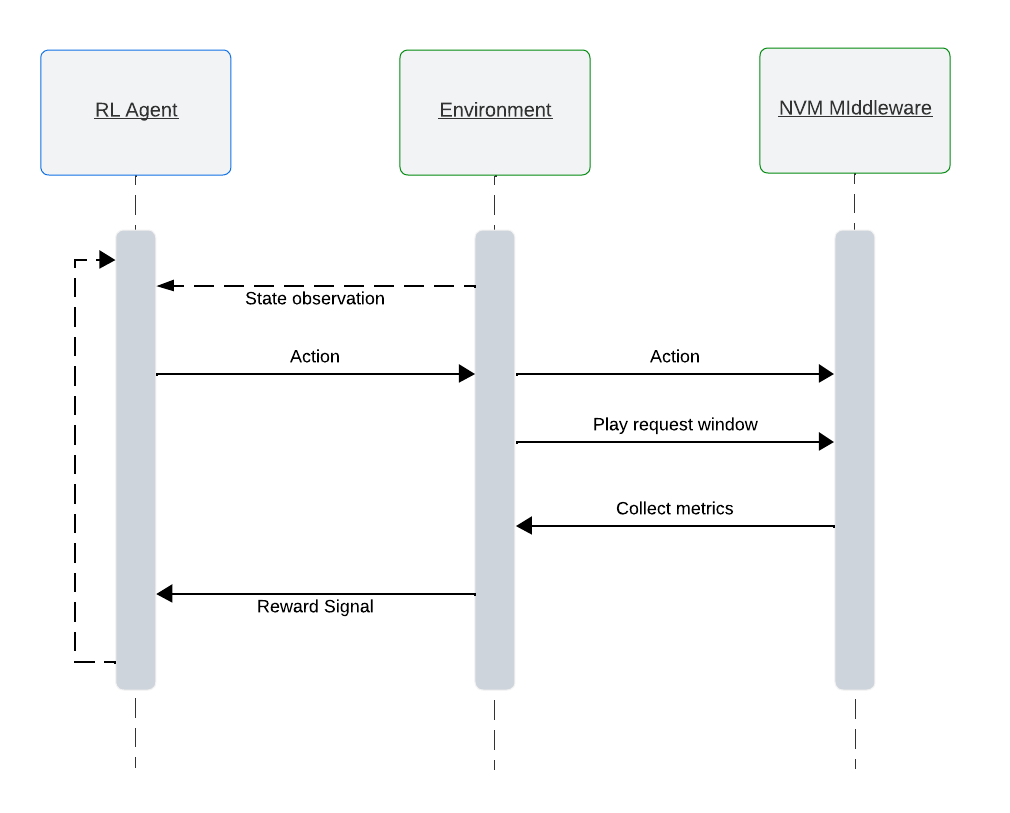 RL Agent
Environment
NVM MIddleware
State observation
Action
Action
Play request window
Collect metrics
Reward Signal